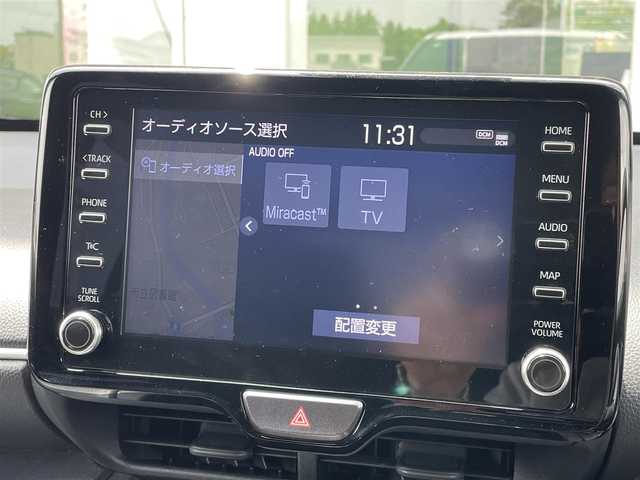 CH >
< TRACK
PHONE
T&C
TUNE
SCROLL
オーディオソース選択
11:31
DCM
DCM
オーディオ選択
AUDIO OFF
Miracast™
TV
配置変更
HOME
MENU
AUDIO
MAP
POWER
VOLUME